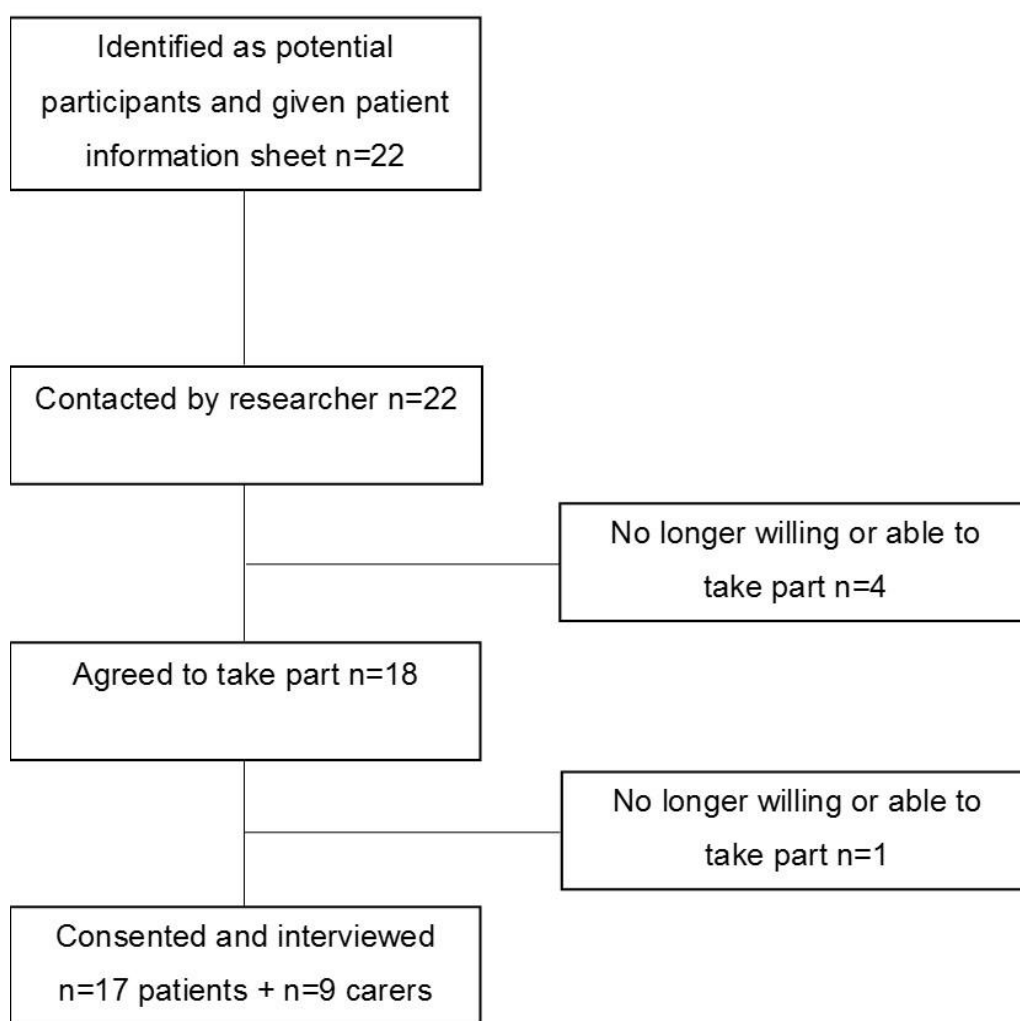 Identified as potential
participants and given patient
information sheet n=22
Contacted by researcher n=22
No longer willing or able to
take part n=4
Agreed to take part n=18
No longer willing or able to
take part n=1
Consented and interviewed
n=17 patients + n=9 carers